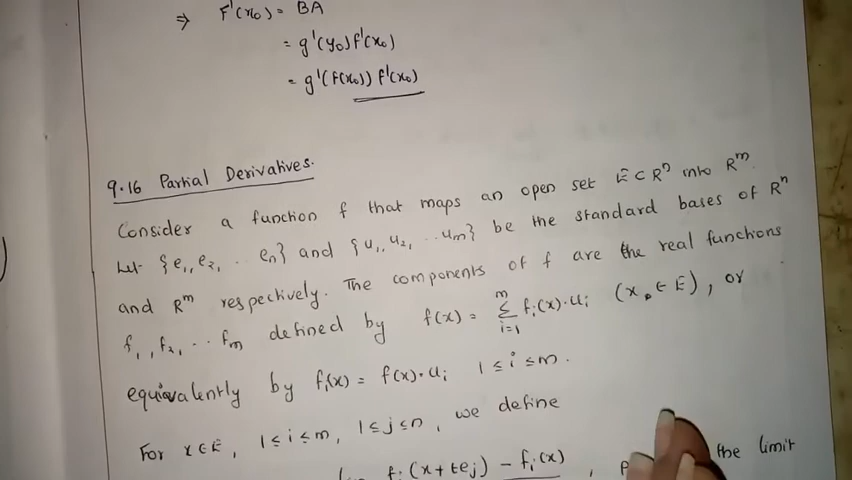 ⇒ F'(x₀) = BA
= g'(y₀) f'(x₀)
= g'(f(x₀)) f'(x₀)
9.16 Partial Derivatives.
Consider a function f that maps an open set E ⊂ Rⁿ into Rᵐ.
Let {e₁, e₂, .. eₙ} and {u₁, u₂, .. uₘ} be the standard bases of Rⁿ
and Rᵐ respectively. The components of f are the real functions
f₁, f₂, .. fₘ defined by f(x) = Σᵢ₌₁ᵐ fᵢ(x)·uᵢ (x ∈ E), or
equivalently by fᵢ(x) = f(x)·uᵢ 1 ≤ i ≤ m.
For x ∈ E, 1 ≤ i ≤ m, 1 ≤ j ≤ n, we define
fᵢ(x + teⱼ) − fᵢ(x) , the limit